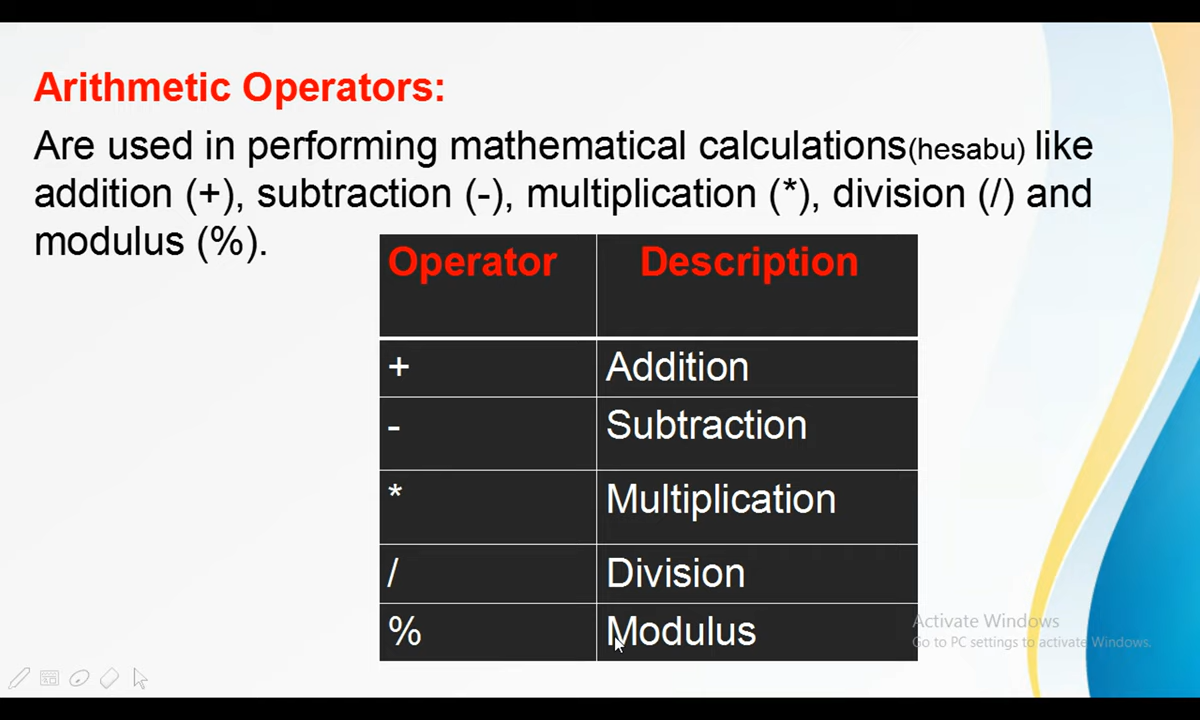 Arithmetic Operators:
Are used in performing mathematical calculations(hesabu) like
addition (+), subtraction (-), multiplication (*), division (/) and
modulus (%).
Operator Description
+ Addition
- Subtraction
* Multiplication
/ Division
% Modulus
Activate Windows
Go to PC settings to activate Windows.